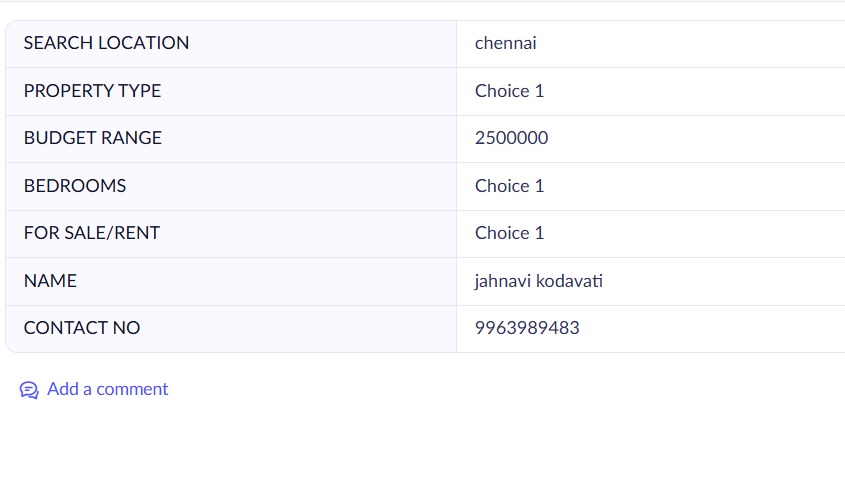 SEARCH LOCATION chennai
PROPERTY TYPE Choice 1
BUDGET RANGE 2500000
BEDROOMS Choice 1
FOR SALE/RENT Choice 1
NAME jahnavi kodavati
CONTACT NO 9963989483
Add a comment